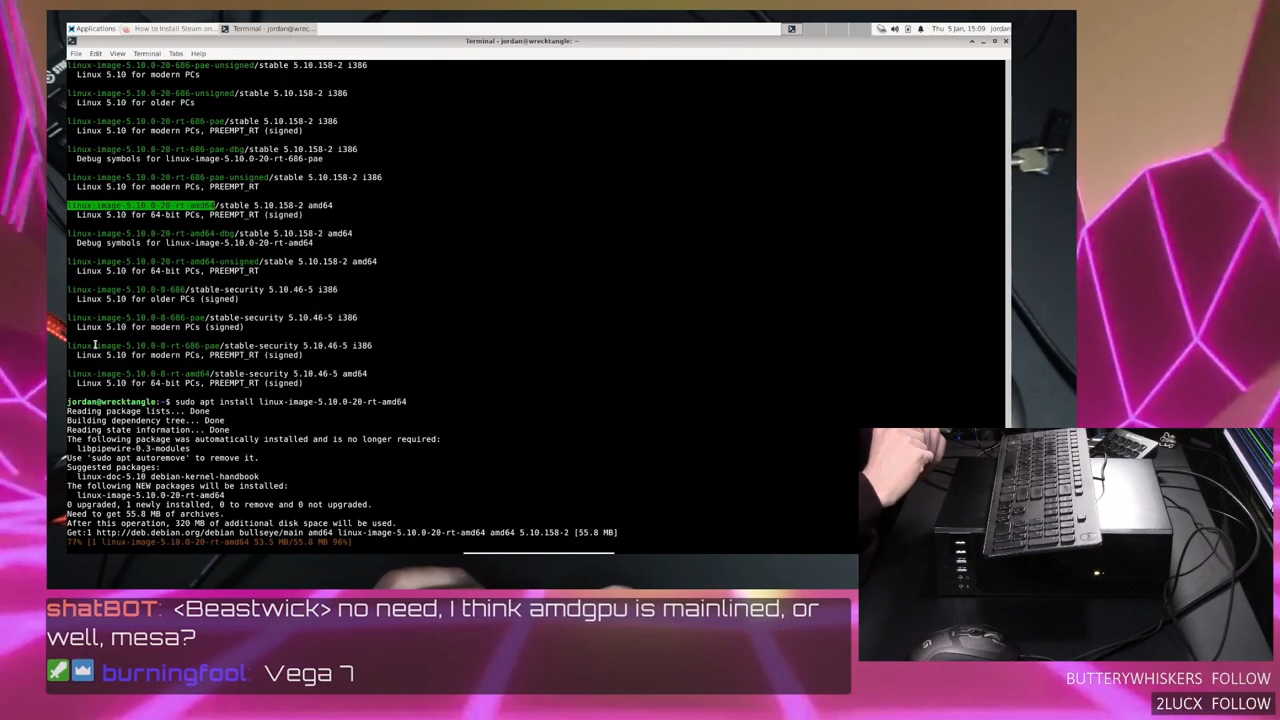 Applications
How to Install Steam on...
Terminal - jordan@wrec...
Thu 5 Jan, 15:09 jordan
Terminal - jordan@wrecktangle: ~
File Edit View Terminal Tabs Help
linux-image-5.10.0-20-686-pae-unsigned/stable 5.10.158-2 i386
Linux 5.10 for modern PCs
linux-image-5.10.0-20-686-unsigned/stable 5.10.158-2 i386
Linux 5.10 for older PCs
linux-image-5.10.0-20-rt-686-pae/stable 5.10.158-2 i386
Linux 5.10 for modern PCs, PREEMPT_RT (signed)
linux-image-5.10.0-20-rt-686-pae-dbg/stable 5.10.158-2 i386
Debug symbols for linux-image-5.10.0-20-rt-686-pae
linux-image-5.10.0-20-rt-686-pae-unsigned/stable 5.10.158-2 i386
Linux 5.10 for modern PCs, PREEMPT_RT
linux-image-5.10.0-20-rt-amd64/stable 5.10.158-2 amd64
Linux 5.10 for 64-bit PCs, PREEMPT_RT (signed)
linux-image-5.10.0-20-rt-amd64-dbg/stable 5.10.158-2 amd64
Debug symbols for linux-image-5.10.0-20-rt-amd64
linux-image-5.10.0-20-rt-amd64-unsigned/stable 5.10.158-2 amd64
Linux 5.10 for 64-bit PCs, PREEMPT_RT
linux-image-5.10.0-8-686/stable-security 5.10.46-5 i386
Linux 5.10 for older PCs (signed)
linux-image-5.10.0-8-686-pae/stable-security 5.10.46-5 i386
Linux 5.10 for modern PCs (signed)
linux-image-5.10.0-8-rt-686-pae/stable-security 5.10.46-5 i386
Linux 5.10 for modern PCs, PREEMPT_RT (signed)
linux-image-5.10.0-8-rt-amd64/stable-security 5.10.46-5 amd64
Linux 5.10 for 64-bit PCs, PREEMPT_RT (signed)
jordan@wrecktangle:~$ sudo apt install linux-image-5.10.0-20-rt-amd64
Reading package lists... Done
Building dependency tree... Done
Reading state information... Done
The following package was automatically installed and is no longer required:
libpipewire-0.3-modules
Use 'sudo apt autoremove' to remove it.
Suggested packages:
linux-doc-5.10 debian-kernel-handbook
The following NEW packages will be installed:
linux-image-5.10.0-20-rt-amd64
0 upgraded, 1 newly installed, 0 to remove and 0 not upgraded.
Need to get 55.8 MB of archives.
After this operation, 320 MB of additional disk space will be used.
Get:1 http://deb.debian.org/debian bullseye/main amd64 linux-image-5.10.0-20-rt-amd64 amd64 5.10.158-2 [55.8 MB]
77% [1 linux-image-5.10.0-20-rt-amd64 53.5 MB/55.8 MB 96%]
shatBOT: <Beastwick> no need, I think amdgpu is mainlined, or
well, mesa?
burningfool: Vega 7
BUTTERYWHISKERS FOLLOW
2LUCX FOLLOW